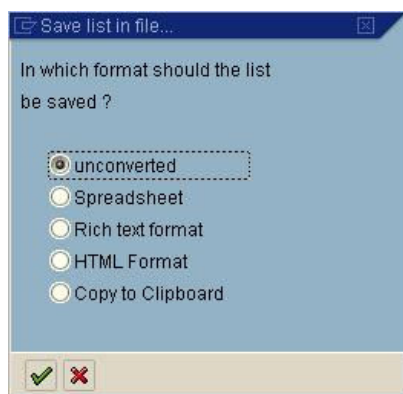 Save list in file...
In which format should the list
be saved ?
unconverted
Spreadsheet
Rich text format
HTML Format
Copy to Clipboard